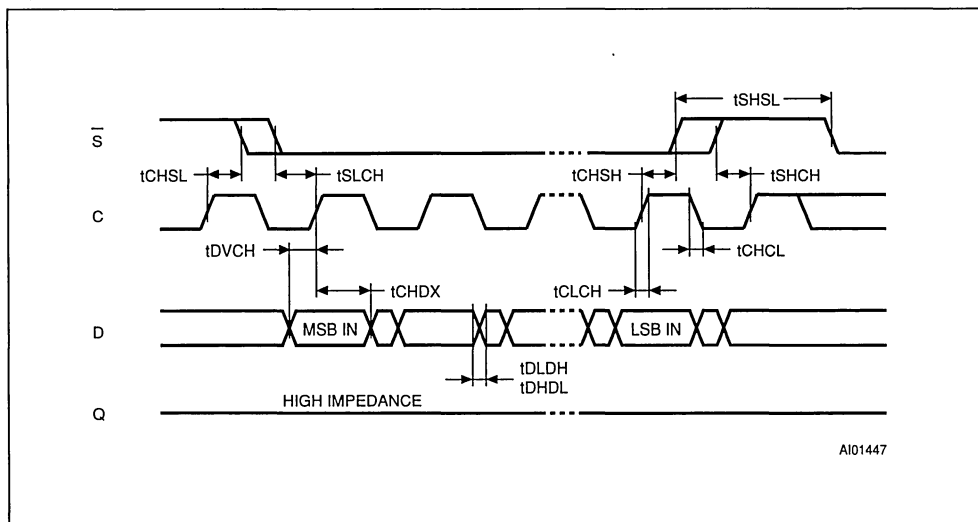 tSHSL
S̅
tCHSL
tSLCH
tCHSH
tSHCH
C
tDVCH
tCHCL
tCHDX
tCLCH
D
MSB IN
LSB IN
tDLDH
tDHDL
HIGH IMPEDANCE
Q
AI01447